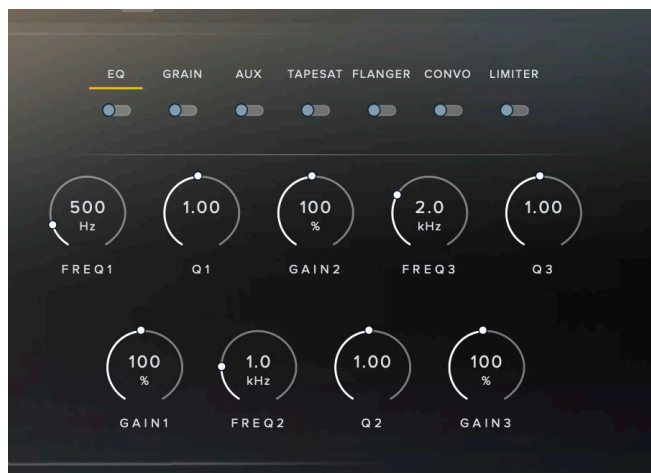 EQ GRAIN AUX TAPESAT FLANGER CONVO LIMITER
500 1.00 100 2.0 1.00
Hz % kHz
FREQ1 Q1 GAIN2 FREQ3 Q3
100 1.0 1.00 100
% kHz %
GAIN1 FREQ2 Q2 GAIN3